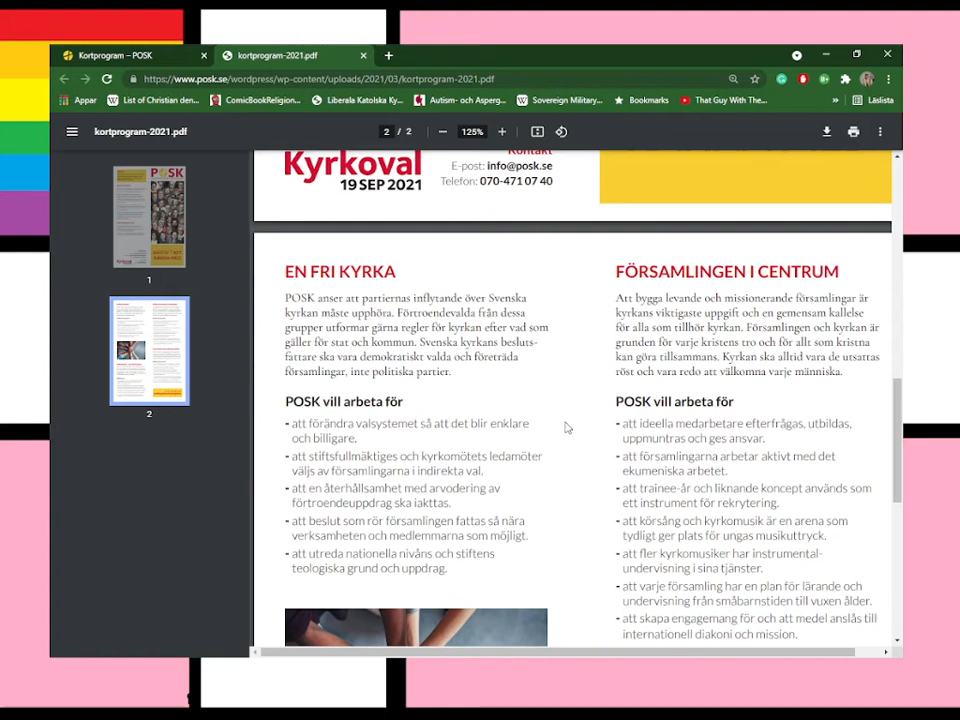 Kortprogram – POSK
kortprogram-2021.pdf
https://www.posk.se/wordpress/wp-content/uploads/2021/03/kortprogram-2021.pdf
Appar
List of Christian den...
ComicBookReligion...
Liberala Katolska Ky...
Autism- och Asperg...
Sovereign Military...
Bookmarks
That Guy With The...
»
Läslista
kortprogram-2021.pdf
2 / 2
125%
POSK
1
2
Kyrkoval
19 SEP 2021
Kontakt
E-post: info@posk.se
Telefon: 070-471 07 40
EN FRI KYRKA
POSK anser att partiernas inflytande över Svenska
kyrkan måste upphöra. Förtroendevalda från dessa
grupper utformar gärna regler för kyrkan efter vad som
gäller för stat och kommun. Svenska kyrkans besluts-
fattare ska vara demokratiskt valda och företräda
församlingar, inte politiska partier.
POSK vill arbeta för
- att förändra valsystemet så att det blir enklare
och billigare.
- att stiftsfullmäktiges och kyrkomötets ledamöter
väljs av församlingarna i indirekta val.
- att en återhållsamhet med arvodering av
förtroendeuppdrag ska iakttas.
- att beslut som rör församlingen fattas så nära
verksamheten och medlemmarna som möjligt.
- att utreda nationella nivåns och stiftens
teologiska grund och uppdrag.
FÖRSAMLINGEN I CENTRUM
Att bygga levande och missionerande församlingar är
kyrkans viktigaste uppgift och en gemensam kallelse
för alla som tillhör kyrkan. Församlingen och kyrkan är
grunden för varje kristens tro och för allt som kristna
kan göra tillsammans. Kyrkan ska alltid vara de utsattas
röst och vara redo att välkomna varje människa.
POSK vill arbeta för
- att ideella medarbetare efterfrågas, utbildas,
uppmuntras och ges ansvar.
- att församlingarna arbetar aktivt med det
ekumeniska arbetet.
- att trainee-år och liknande koncept används som
ett instrument för rekrytering.
- att körsång och kyrkomusik är en arena som
tydligt ger plats för ungas musikuttryck.
- att fler kyrkomusiker har instrumental-
undervisning i sina tjänster.
- att varje församling har en plan för lärande och
undervisning från småbarnstiden till vuxen ålder.
- att skapa engagemang för och att medel anslås till
internationell diakoni och mission.